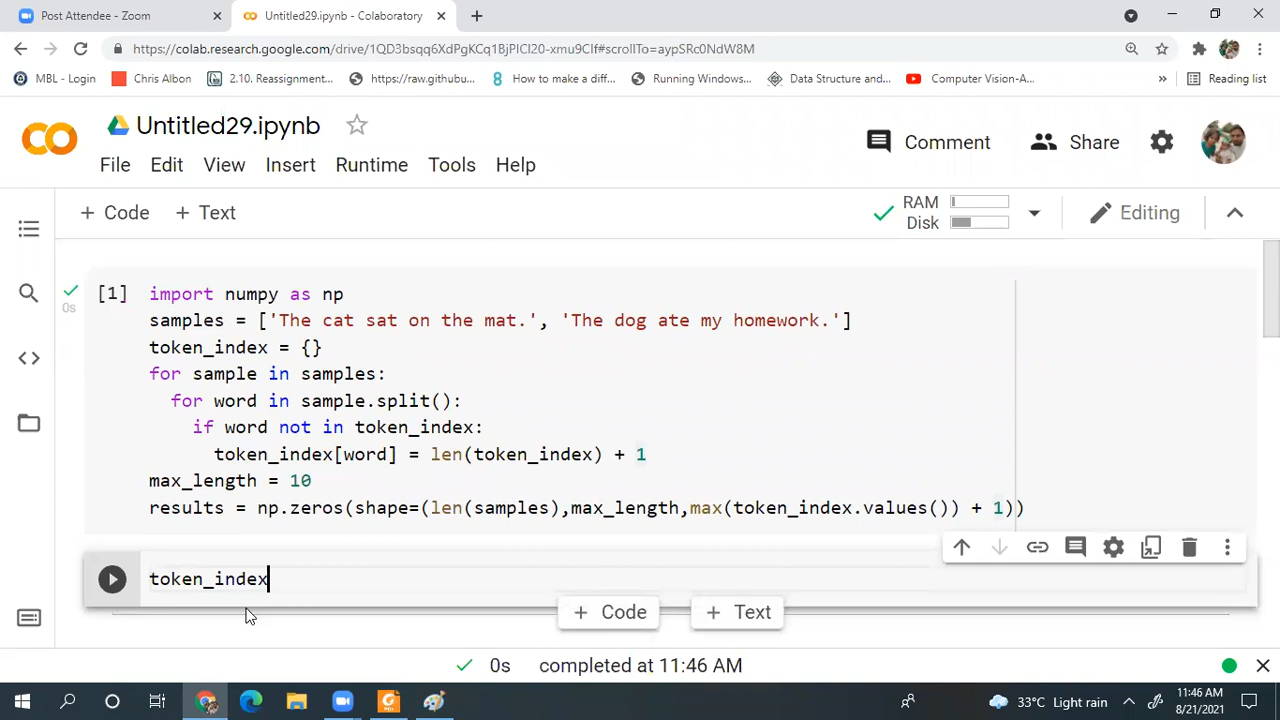 Post Attendee - Zoom
Untitled29.ipynb - Colaboratory
https://colab.research.google.com/drive/1QD3bsqq6XdPgKCq1BjPlCl20-xmu9Clf#scrollTo=aypSRc0NdW8M
MBL - Login
Chris Albon
2.10. Reassignment...
https://raw.githubu...
How to make a diff...
Running Windows...
Data Structure and...
Computer Vision-A...
»
Reading list
Untitled29.ipynb
Comment
Share
File Edit View Insert Runtime Tools Help
+ Code + Text
RAM
Disk
Editing
[1]
0s
import numpy as np
samples = ['The cat sat on the mat.', 'The dog ate my homework.']
token_index = {}
for sample in samples:
for word in sample.split():
if word not in token_index:
token_index[word] = len(token_index) + 1
max_length = 10
results = np.zeros(shape=(len(samples),max_length,max(token_index.values()) + 1))
token_index
+ Code
+ Text
0s completed at 11:46 AM
33°C Light rain
11:46 AM
8/21/2021